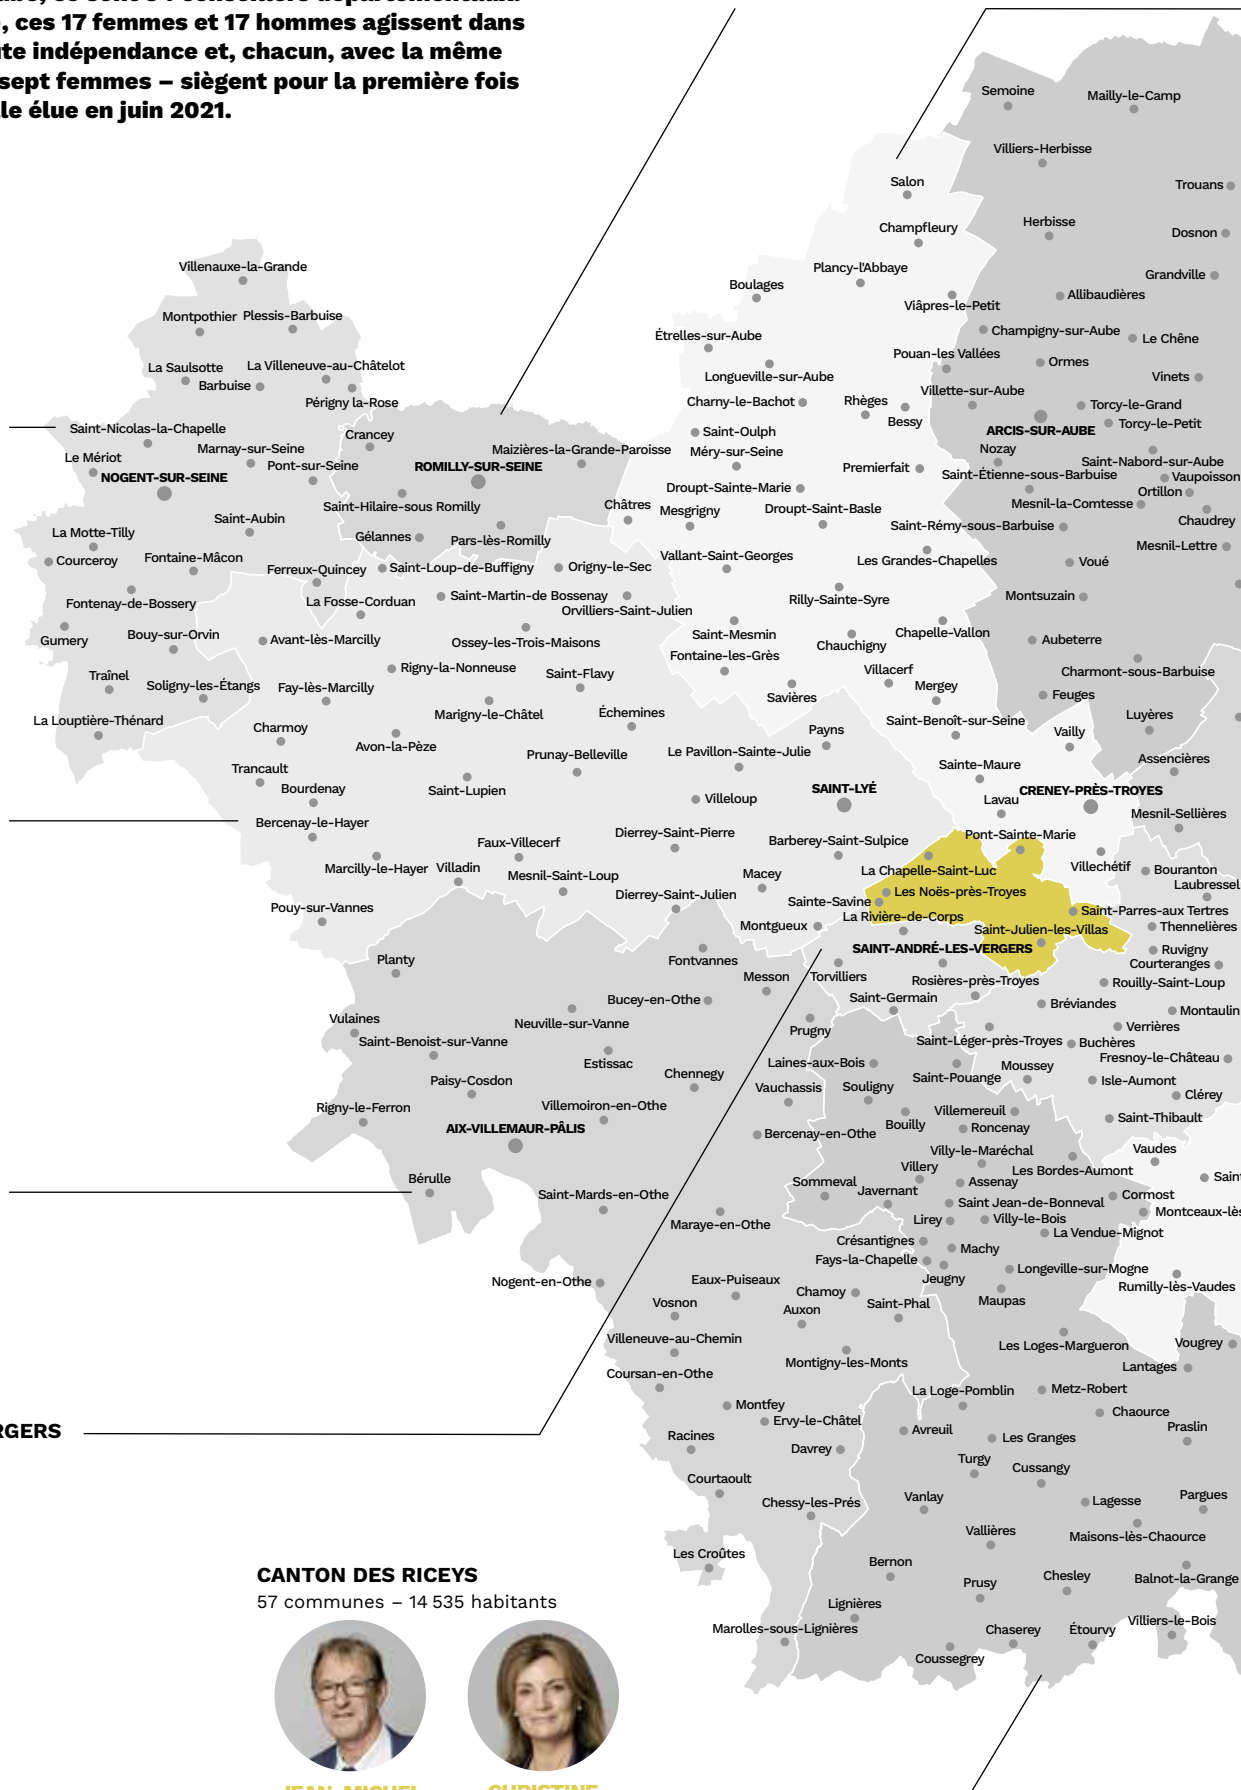 , ces 17 femmes et 17 hommes agissent dans
te indépendance et, chacun, avec la même
sept femmes – siègent pour la première fois
le élue en juin 2021.
Semoine
Mailly-le-Camp
Villiers-Herbisse
Salon
Trouans
Champfleury
Herbisse
Dosnon
Villenauxe-la-Grande
Plancy-l'Abbaye
Grandville
Boulages
Viâpres-le-Petit
Allibaudières
Montpothier
Plessis-Barbuise
Étrelles-sur-Aube
Champigny-sur-Aube
Le Chêne
La Saulsotte
La Villeneuve-au-Châtelot
Pouan-les Vallées
Ormes
Barbuise
Longueville-sur-Aube
Vinets
Périgny la-Rose
Charny-le-Bachot
Rhèges
Villette-sur-Aube
Torcy-le-Grand
Bessy
Torcy-le-Petit
Saint-Nicolas-la-Chapelle
Crancey
Saint-Oulph
ARCIS-SUR-AUBE
Le Mériot
Marnay-sur-Seine
Maizières-la-Grande-Paroisse
Méry-sur-Seine
Nozay
Saint-Nabord-sur-Aube
Pont-sur-Seine
ROMILLY-SUR-SEINE
Premierfait
Saint-Étienne-sous-Barbuise
Vaupoisson
NOGENT-SUR-SEINE
Droupt-Sainte-Marie
Ortillon
Saint-Hilaire-sous Romilly
Châtres
Mesgrigny
Droupt-Saint-Basle
Mesnil-la-Comtesse
Saint-Aubin
Saint-Rémy-sous-Barbuise
Chaudrey
La Motte-Tilly
Gélannes
Pars-lès-Romilly
Mesnil-Lettre
Courceroy
Fontaine-Mâcon
Vallant-Saint-Georges
Les Grandes-Chapelles
Voué
Ferreux-Quincey
Saint-Loup-de-Buffigny
Origny-le-Sec
Fontenay-de-Bossery
La Fosse-Corduan
Saint-Martin-de Bossenay
Rilly-Sainte-Syre
Montsuzain
Orvilliers-Saint-Julien
Gumery
Bouy-sur-Orvin
Avant-lès-Marcilly
Ossey-les-Trois-Maisons
Saint-Mesmin
Chauchigny
Chapelle-Vallon
Aubeterre
Fontaine-les-Grès
Traînel
Rigny-la-Nonneuse
Saint-Flavy
Villacerf
Charmont-sous-Barbuise
Soligny-les-Étangs
Fay-lès-Marcilly
Savières
Mergey
Feuges
La Louptière-Thénard
Marigny-le-Châtel
Échemines
Saint-Benoît-sur-Seine
Luyères
Charmoy
Payns
Vailly
Avon-la-Pèze
Prunay-Belleville
Le Pavillon-Sainte-Julie
Assencières
Trancault
Sainte-Maure
Bourdenay
Saint-Lupien
Villeloup
SAINT-LYÉ
Lavau
CRENEY-PRÈS-TROYES
Bercenay-le-Hayer
Mesnil-Sellières
Dierrey-Saint-Pierre
Barberey-Saint-Sulpice
Pont-Sainte-Marie
Faux-Villecerf
Marcilly-le-Hayer
Villadin
Mesnil-Saint-Loup
Macey
La Chapelle-Saint-Luc
Villechétif
Bouranton
Laubressel
Dierrey-Saint-Julien
Sainte-Savine
Les Noës-près-Troyes
Pouy-sur-Vannes
La Rivière-de-Corps
Saint-Parres-aux Tertres
Montgueux
Saint-Julien-les-Villas
Thennelières
SAINT-ANDRÉ-LES-VERGERS
Ruvigny
Planty
Fontvannes
Courteranges
Messon
Torvilliers
Rosières-près-Troyes
Rouilly-Saint-Loup
Bucey-en-Othe
Saint-Germain
Bréviandes
Montaulin
Vulaines
Neuville-sur-Vanne
Prugny
Verrières
Saint-Benoist-sur-Vanne
Saint-Léger-près-Troyes
Buchères
Estissac
Laines-aux-Bois
Moussey
Fresnoy-le-Château
Paisy-Cosdon
Chennegy
Vauchassis
Souligny
Saint-Pouange
Isle-Aumont
Clérey
Rigny-le-Ferron
Villemoiron-en-Othe
Villemereuil
Saint-Thibault
AIX-VILLEMAUR-PÂLIS
Bercenay-en-Othe
Bouilly
Roncenay
Villy-le-Maréchal
Vaudes
Bérulle
Villery
Les Bordes-Aumont
Saint-Mards-en-Othe
Sommeval
Javernant
Assenay
Saint
Saint Jean-de-Bonneval
Cormost
Maraye-en-Othe
Lirey
Villy-le-Bois
Montceaux-lès
La Vendue-Mignot
Crésantignes
Machy
Fays-la-Chapelle
Longeville-sur-Mogne
Nogent-en-Othe
Eaux-Puiseaux
Jeugny
Rumilly-lès-Vaudes
Chamoy
Vosnon
Auxon
Saint-Phal
Maupas
Villeneuve-au-Chemin
Les Loges-Margueron
Vougrey
Montigny-les-Monts
Lantages
Coursan-en-Othe
La Loge-Pomblin
Metz-Robert
Montfey
Chaource
Ervy-le-Châtel
Avreuil
Praslin
RGERS
Racines
Les Granges
Davrey
Turgy
Cussangy
Courtaoult
Vanlay
Lagesse
Pargues
Chessy-les-Prés
Vallières
Maisons-lès-Chaource
Les Croûtes
Bernon
Chesley
Balnot-la-Grange
CANTON DES RICEYS
Prusy
57 communes – 14 535 habitants
Lignières
Villiers-le-Bois
Marolles-sous-Lignières
Chaserey
Étourvy
Coussegrey
JEAN-MICHEL
CHRISTINE